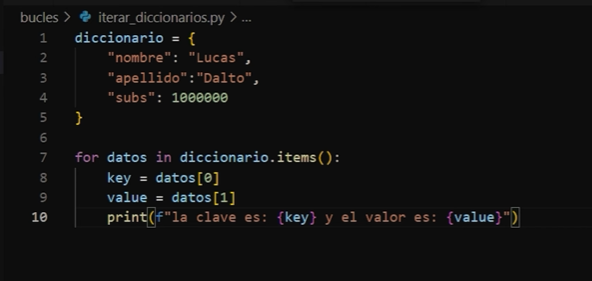 bucles > iterar_diccionarios.py > ...
1 diccionario = {
2     "nombre": "Lucas",
3     "apellido":"Dalto",
4     "subs": 1000000
5 }
6
7 for datos in diccionario.items():
8     key = datos[0]
9     value = datos[1]
10     print(f"la clave es: {key} y el valor es: {value}")